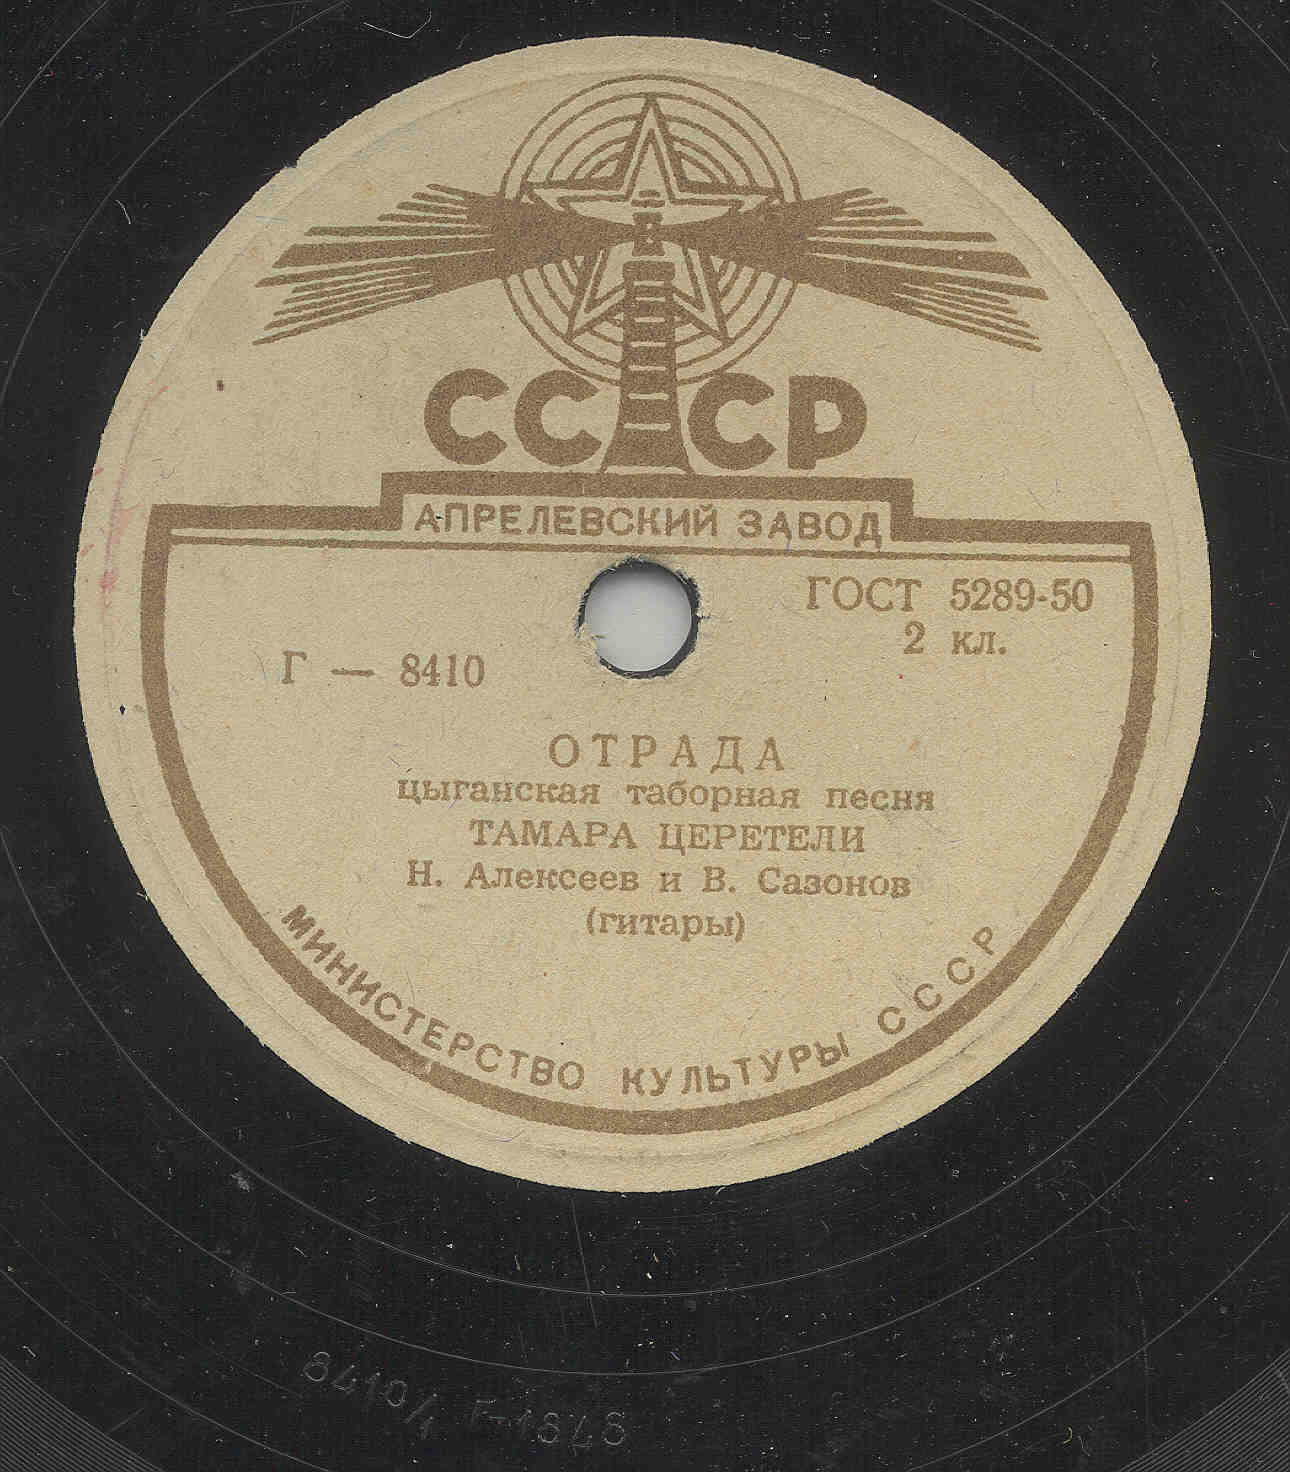 СССР
АПРЕЛЕВСКИЙ ЗАВОД
ГОСТ 5289-50
2 кл.
Г — 8410
ОТРАДА
цыганская таборная песня
ТАМАРА ЦЕРЕТЕЛИ
Н. Алексеев и В. Сазонов
(гитары)
МИНИСТЕРСТВО КУЛЬТУРЫ СССР